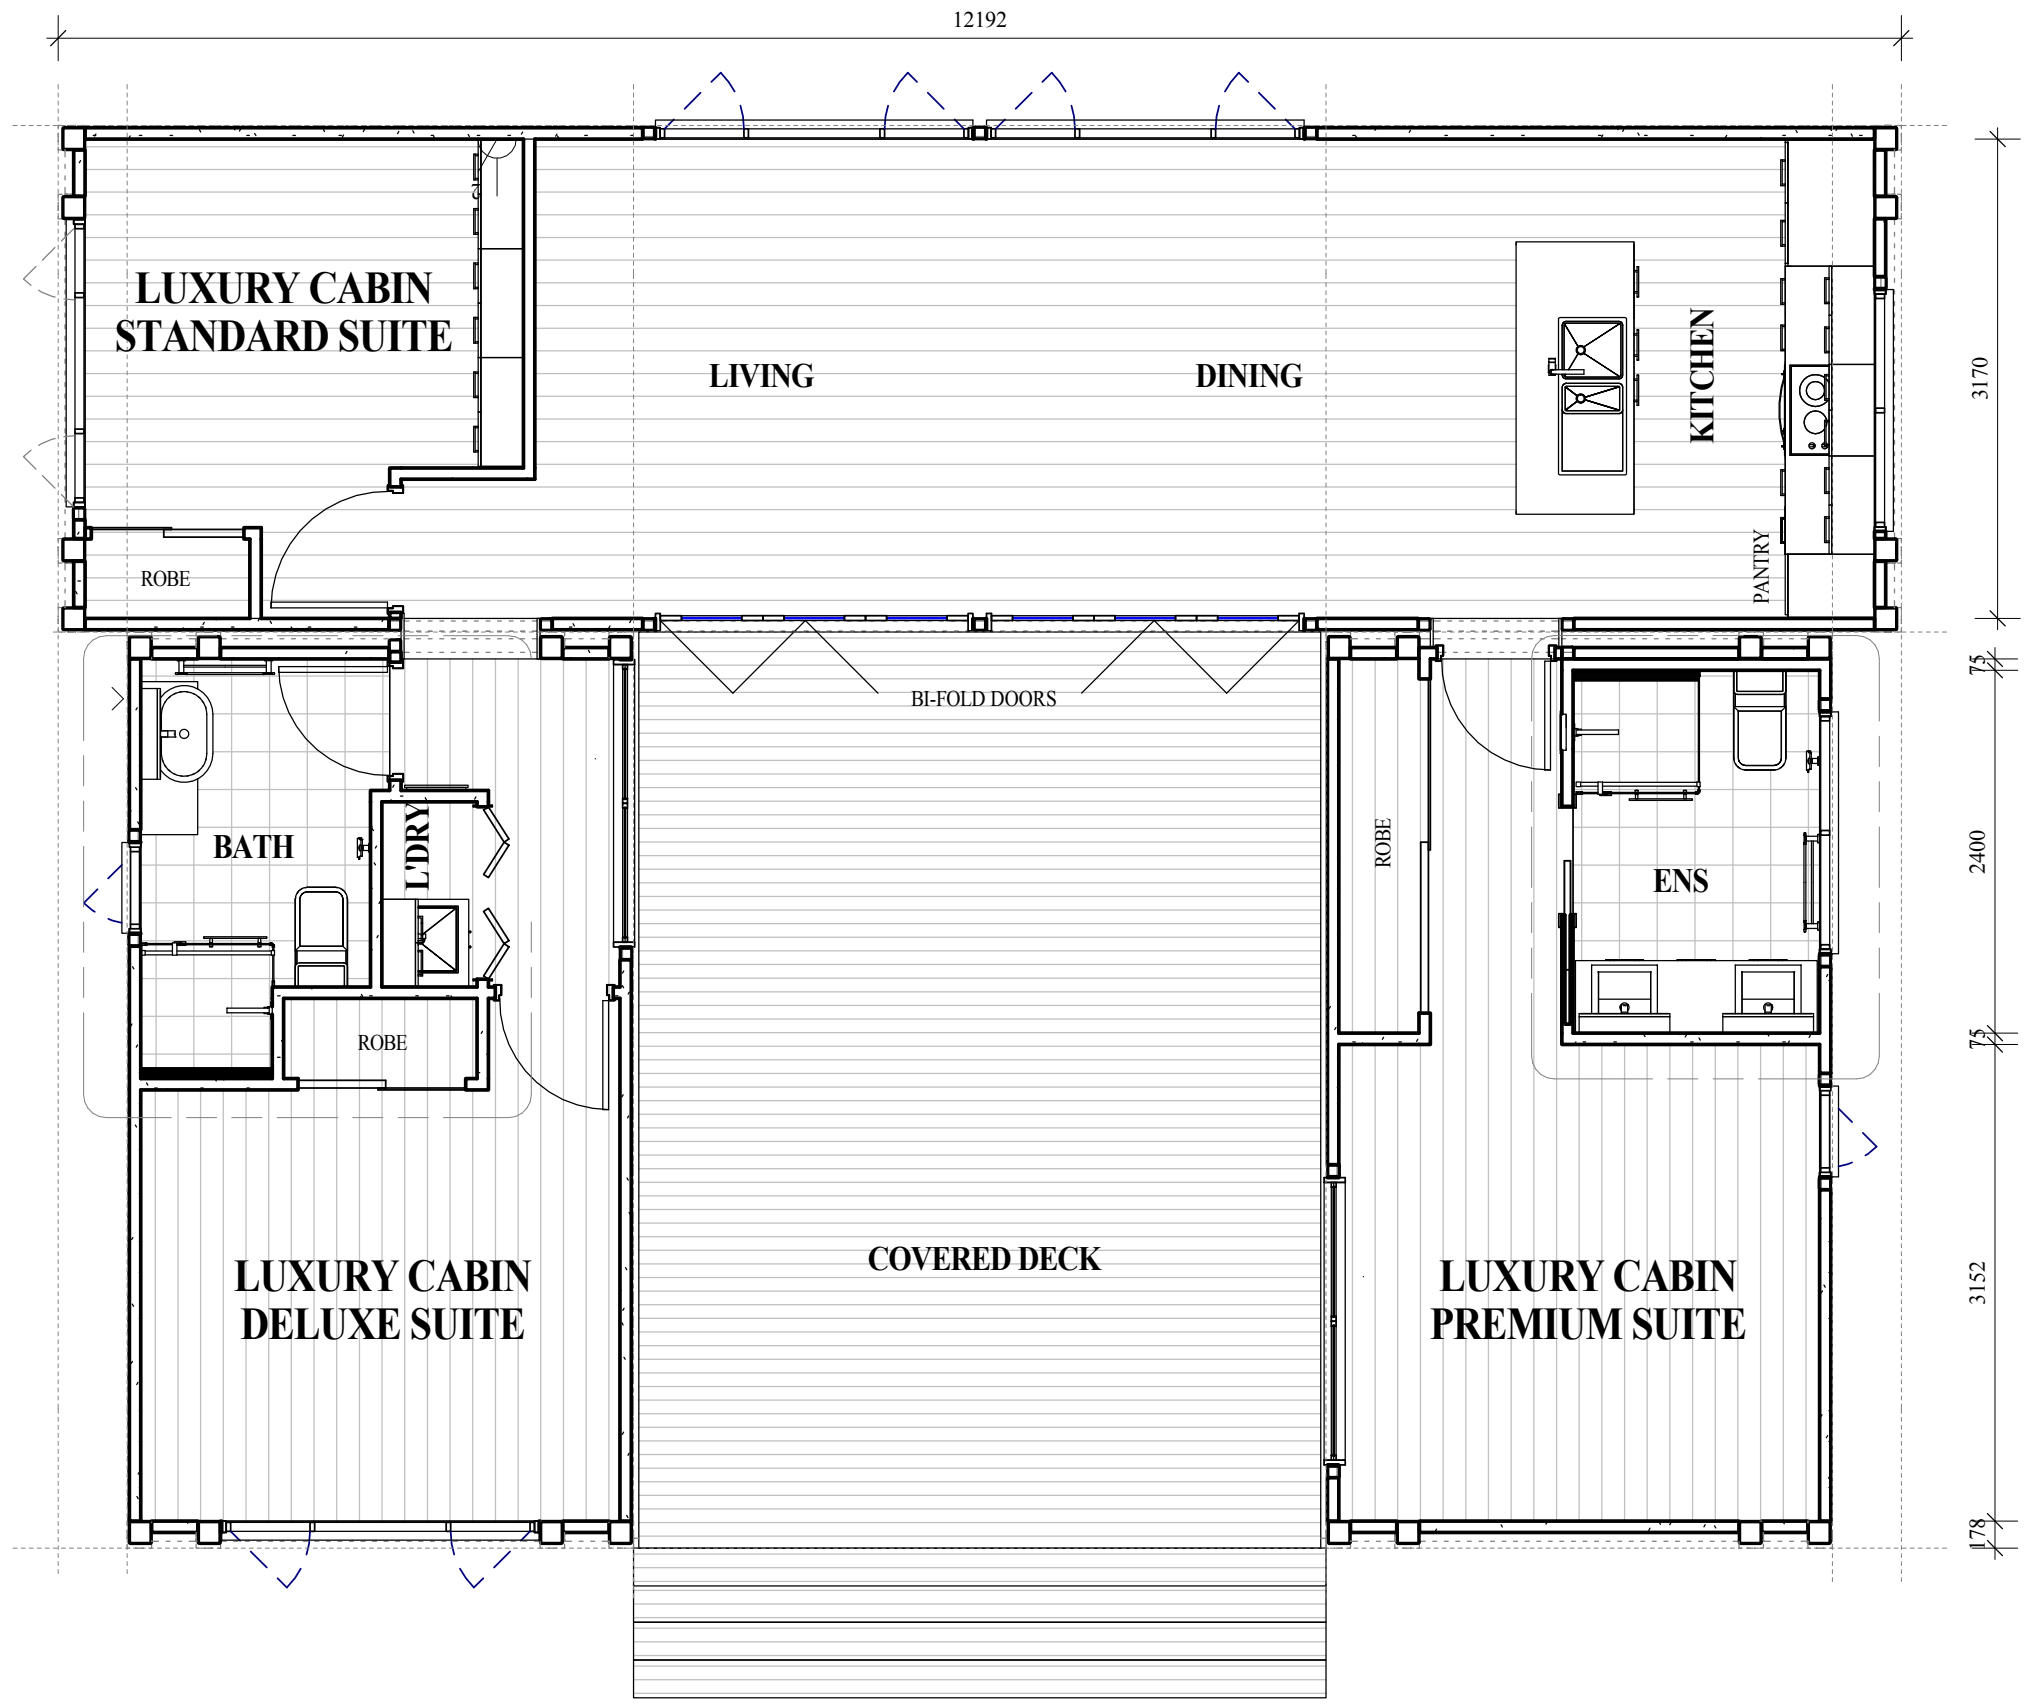 12192
LUXURY CABIN
STANDARD SUITE
LIVING
DINING
KITCHEN
3170
PANTRY
ROBE
75
BI-FOLD DOORS
BATH
L'DRY
ROBE
ENS
2400
ROBE
75
COVERED DECK
LUXURY CABIN
DELUXE SUITE
LUXURY CABIN
PREMIUM SUITE
3152
178